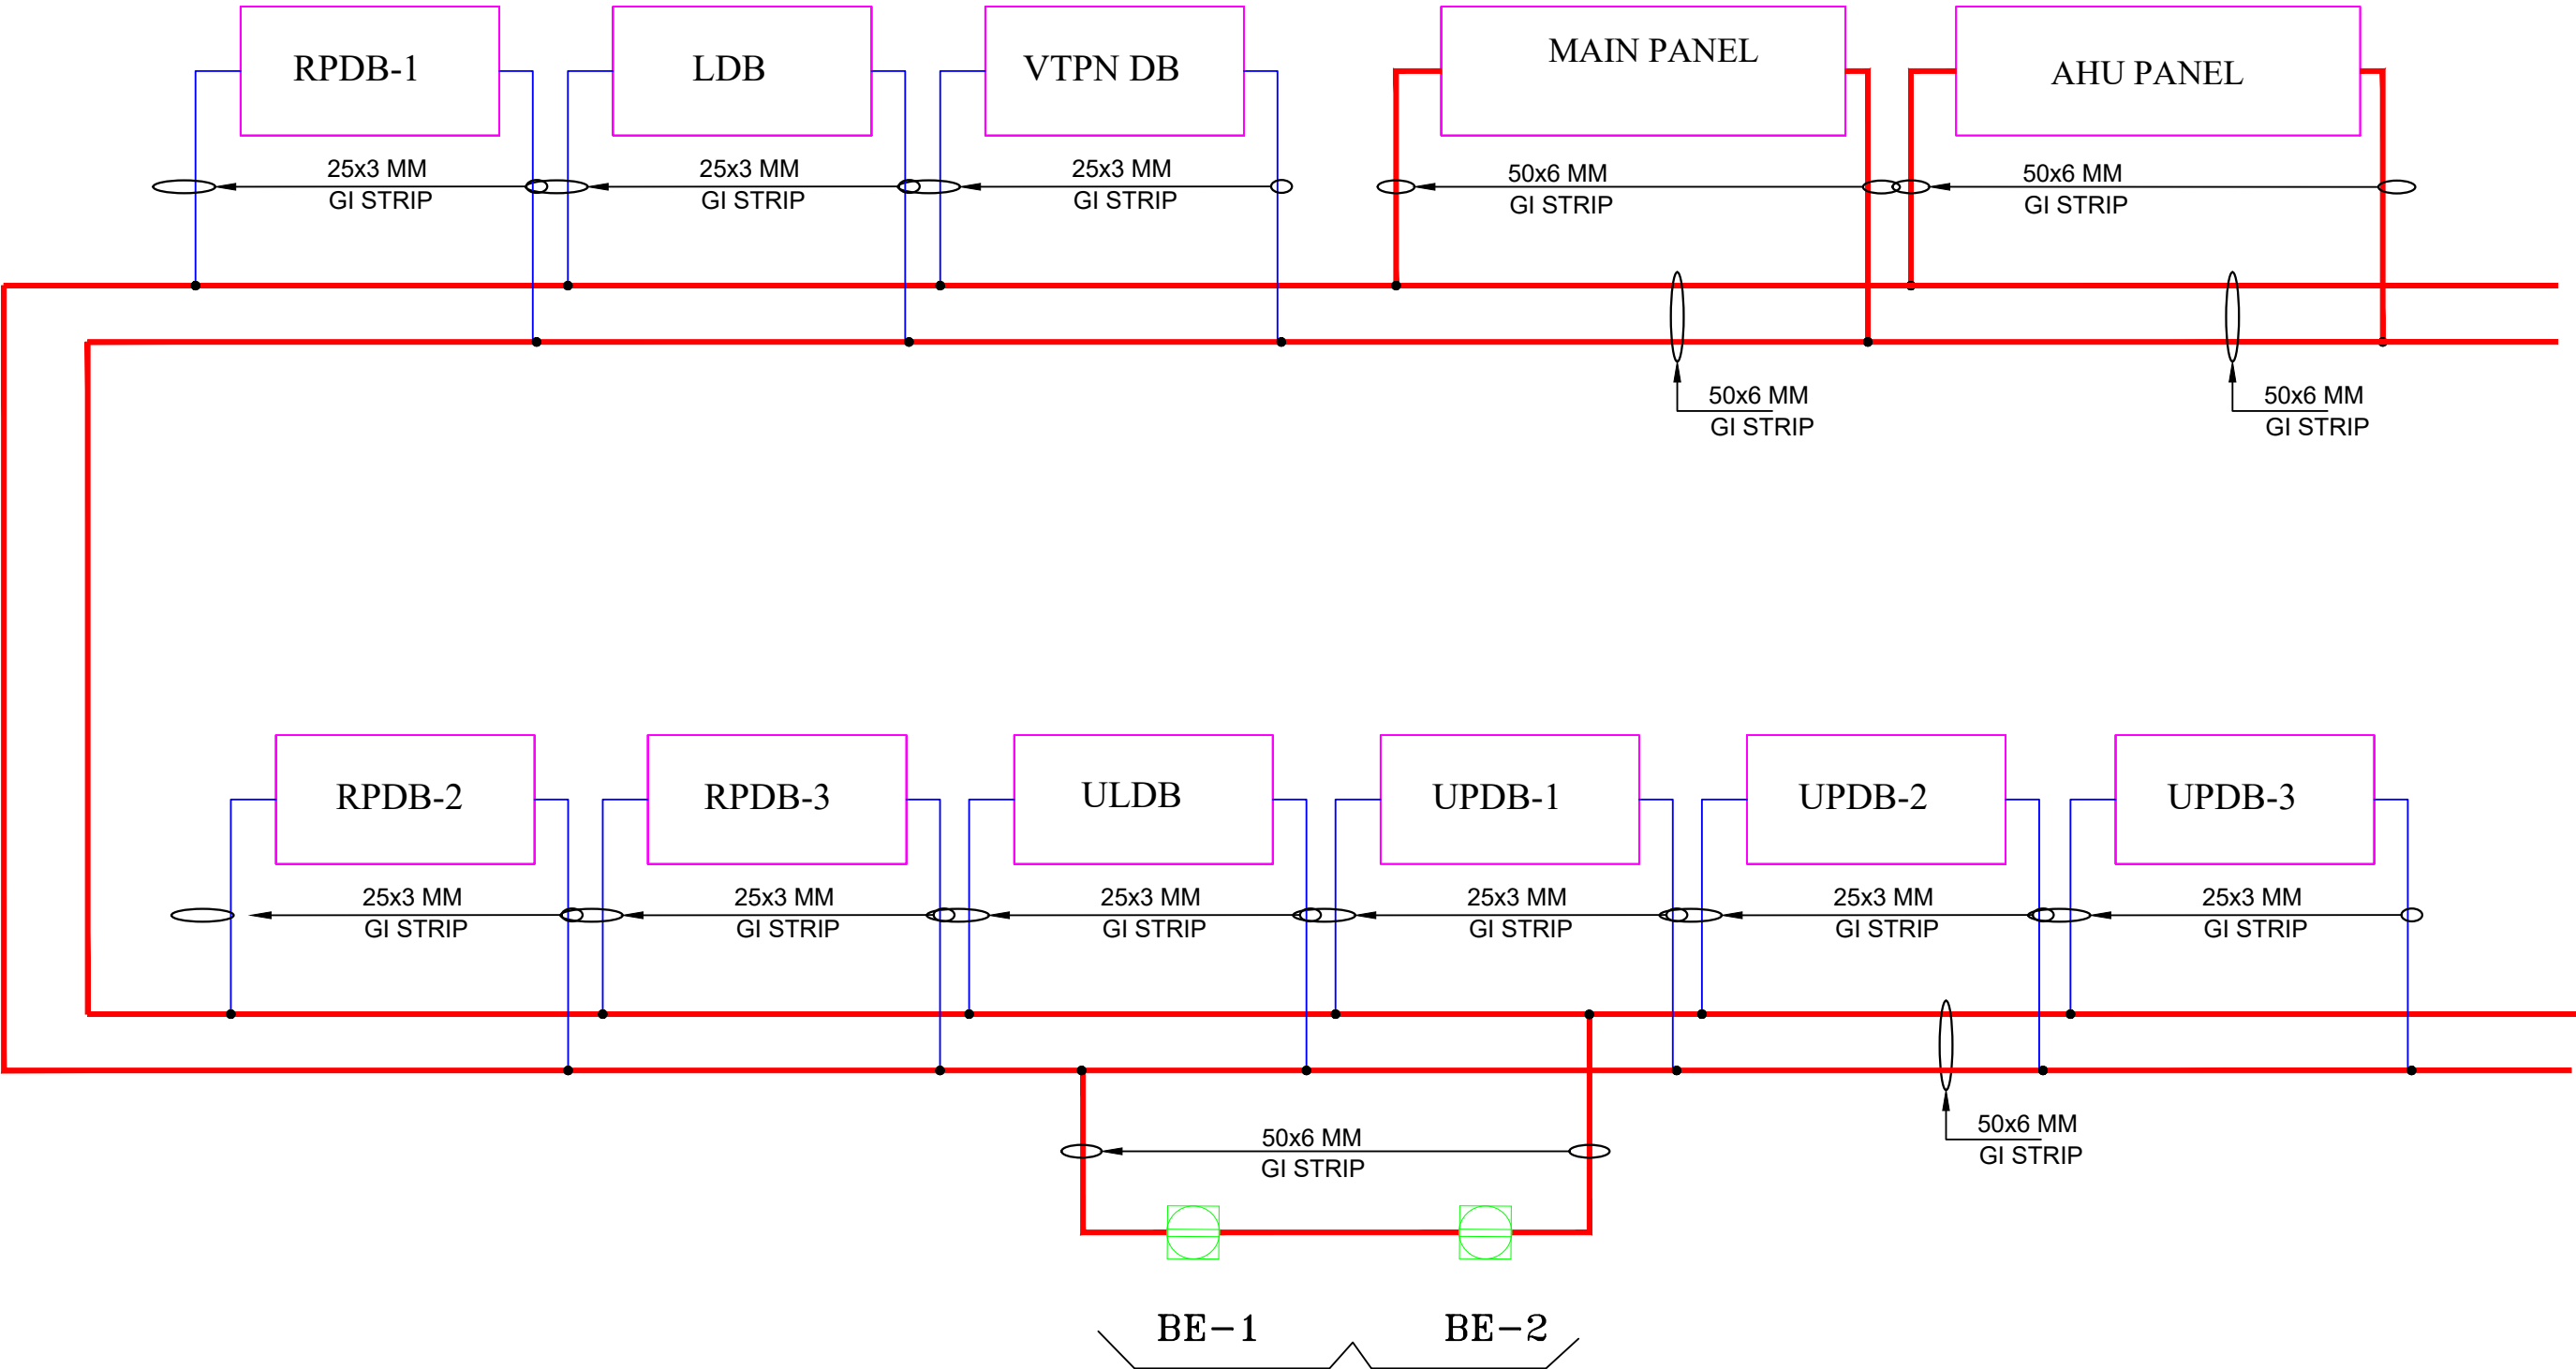 RPDB-1
LDB
VTPN DB
MAIN PANEL
AHU PANEL
25x3 MM
GI STRIP
25x3 MM
GI STRIP
25x3 MM
GI STRIP
50x6 MM
GI STRIP
50x6 MM
GI STRIP
50x6 MM
GI STRIP
50x6 MM
GI STRIP
RPDB-2
RPDB-3
ULDB
UPDB-1
UPDB-2
UPDB-3
25x3 MM
GI STRIP
25x3 MM
GI STRIP
25x3 MM
GI STRIP
25x3 MM
GI STRIP
25x3 MM
GI STRIP
25x3 MM
GI STRIP
50x6 MM
GI STRIP
50x6 MM
GI STRIP
BE-1
BE-2